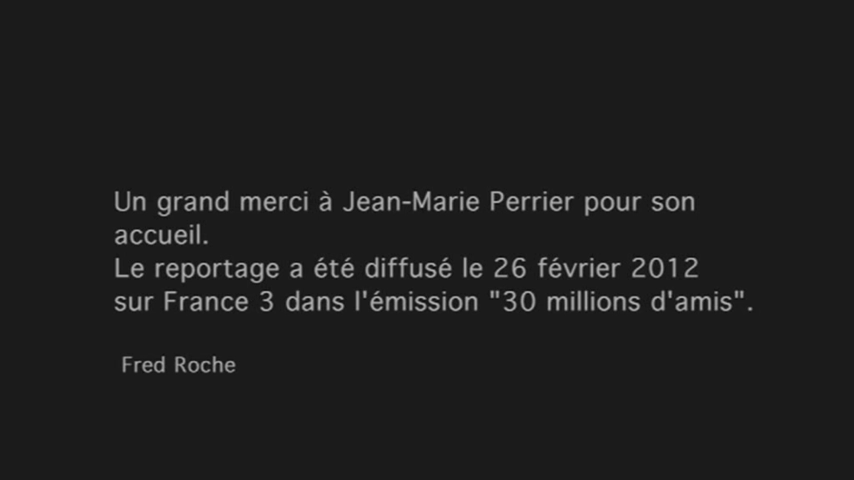 Un grand merci à Jean-Marie Perrier pour son
accueil.
Le reportage a été diffusé le 26 février 2012
sur France 3 dans l'émission "30 millions d'amis".
Fred Roche